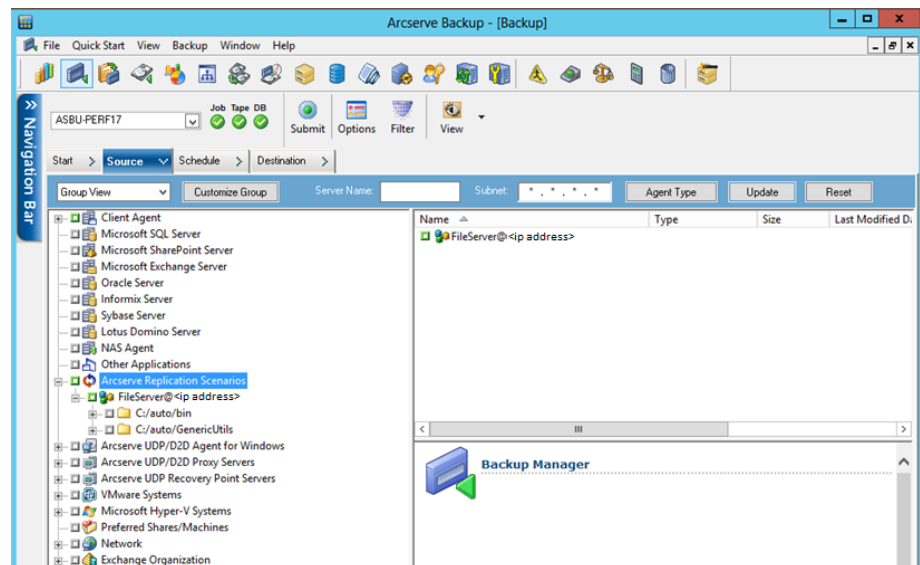 Arcserve Backup - [Backup]
File Quick Start View Backup Window Help
Navigation Bar
ASBU-PERF17
Job Tape DB
Submit Options Filter View
Start > Source Schedule > Destination >
Group View Customize Group Server Name: Subnet: * . * . * . * Agent Type Update Reset
Client Agent
Microsoft SQL Server
Microsoft SharePoint Server
Microsoft Exchange Server
Oracle Server
Informix Server
Sybase Server
Lotus Domino Server
NAS Agent
Other Applications
Arcserve Replication Scenarios
FileServer@<ip address>
C:/auto/bin
C:/auto/GenericUtils
Arcserve UDP/D2D Agent for Windows
Arcserve UDP/D2D Proxy Servers
Arcserve UDP Recovery Point Servers
VMware Systems
Microsoft Hyper-V Systems
Preferred Shares/Machines
Network
Exchange Organization
Name Type Size Last Modified Da
FileServer@<ip address>
Backup Manager